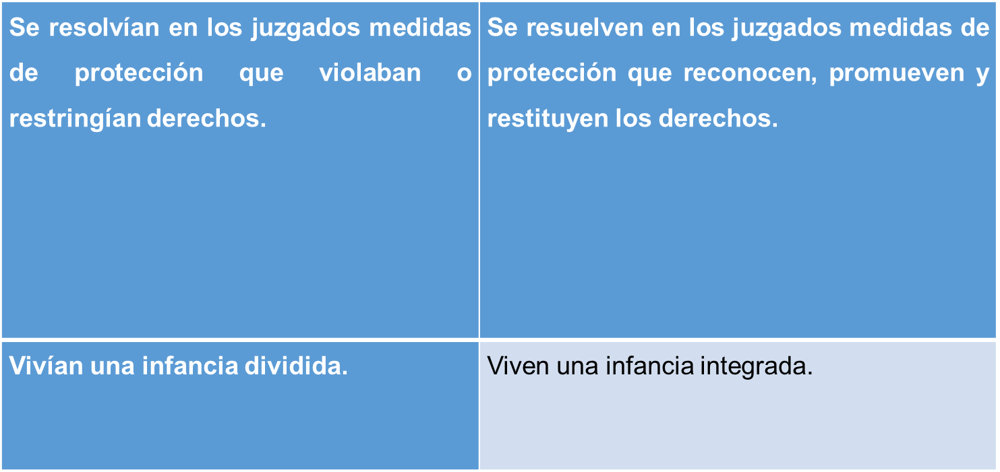 Se resolvían en los juzgados medidas
de protección que violaban o
restringían derechos.
Se resuelven en los juzgados medidas de
protección que reconocen, promueven y
restituyen los derechos.
Vivían una infancia dividida.
Viven una infancia integrada.